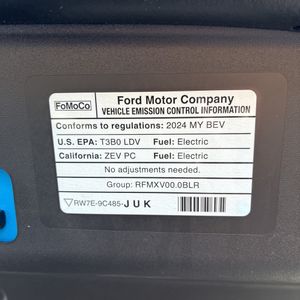 FoMoCo
Ford Motor Company
VEHICLE EMISSION CONTROL INFORMATION
Conforms to regulations: 2024 MY BEV
U.S. EPA: T3B0 LDV Fuel: Electric
California: ZEV PC Fuel: Electric
No adjustments needed.
Group: RFMXV00.0BLR
RW7E-9C485-JUK